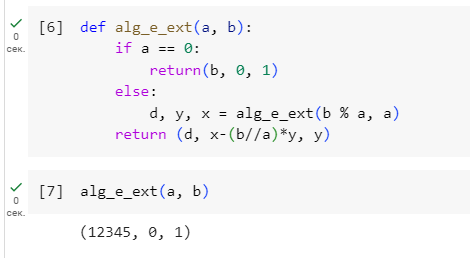 [6] def alg_e_ext(a, b):
0
сек.
if a == 0:
return(b, 0, 1)
else:
d, y, x = alg_e_ext(b % a, a)
return (d, x-(b//a)*y, y)
[7] alg_e_ext(a, b)
0
сек.
(12345, 0, 1)